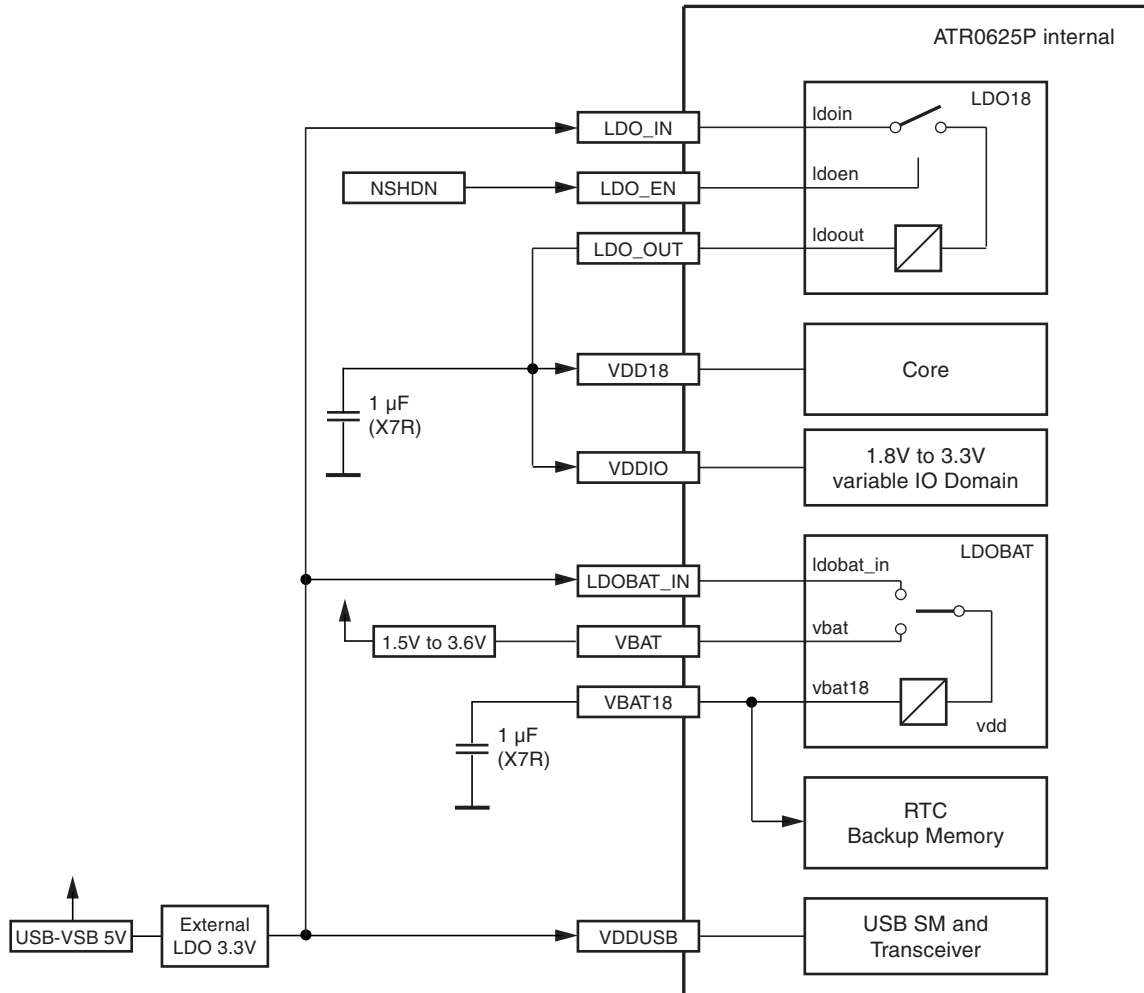 ATR0625P internal
LDO18
LDO_IN
ldoin
NSHDN
LDO_EN
ldoen
LDO_OUT
ldoout
VDD18
Core
1 µF
(X7R)
VDDIO
1.8V to 3.3V
variable IO Domain
LDOBAT
LDOBAT_IN
ldobat_in
1.5V to 3.6V
VBAT
vbat
VBAT18
vbat18
vdd
1 µF
(X7R)
RTC
Backup Memory
USB-VSB 5V
External
LDO 3.3V
VDDUSB
USB SM and
Transceiver